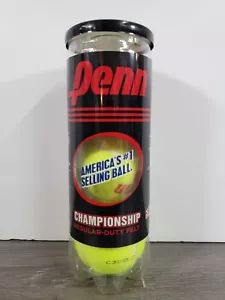 Penn
AMERICA'S #1
SELLING BALL.
CHAMPIONSHIP
REGULAR-DUTY FELT